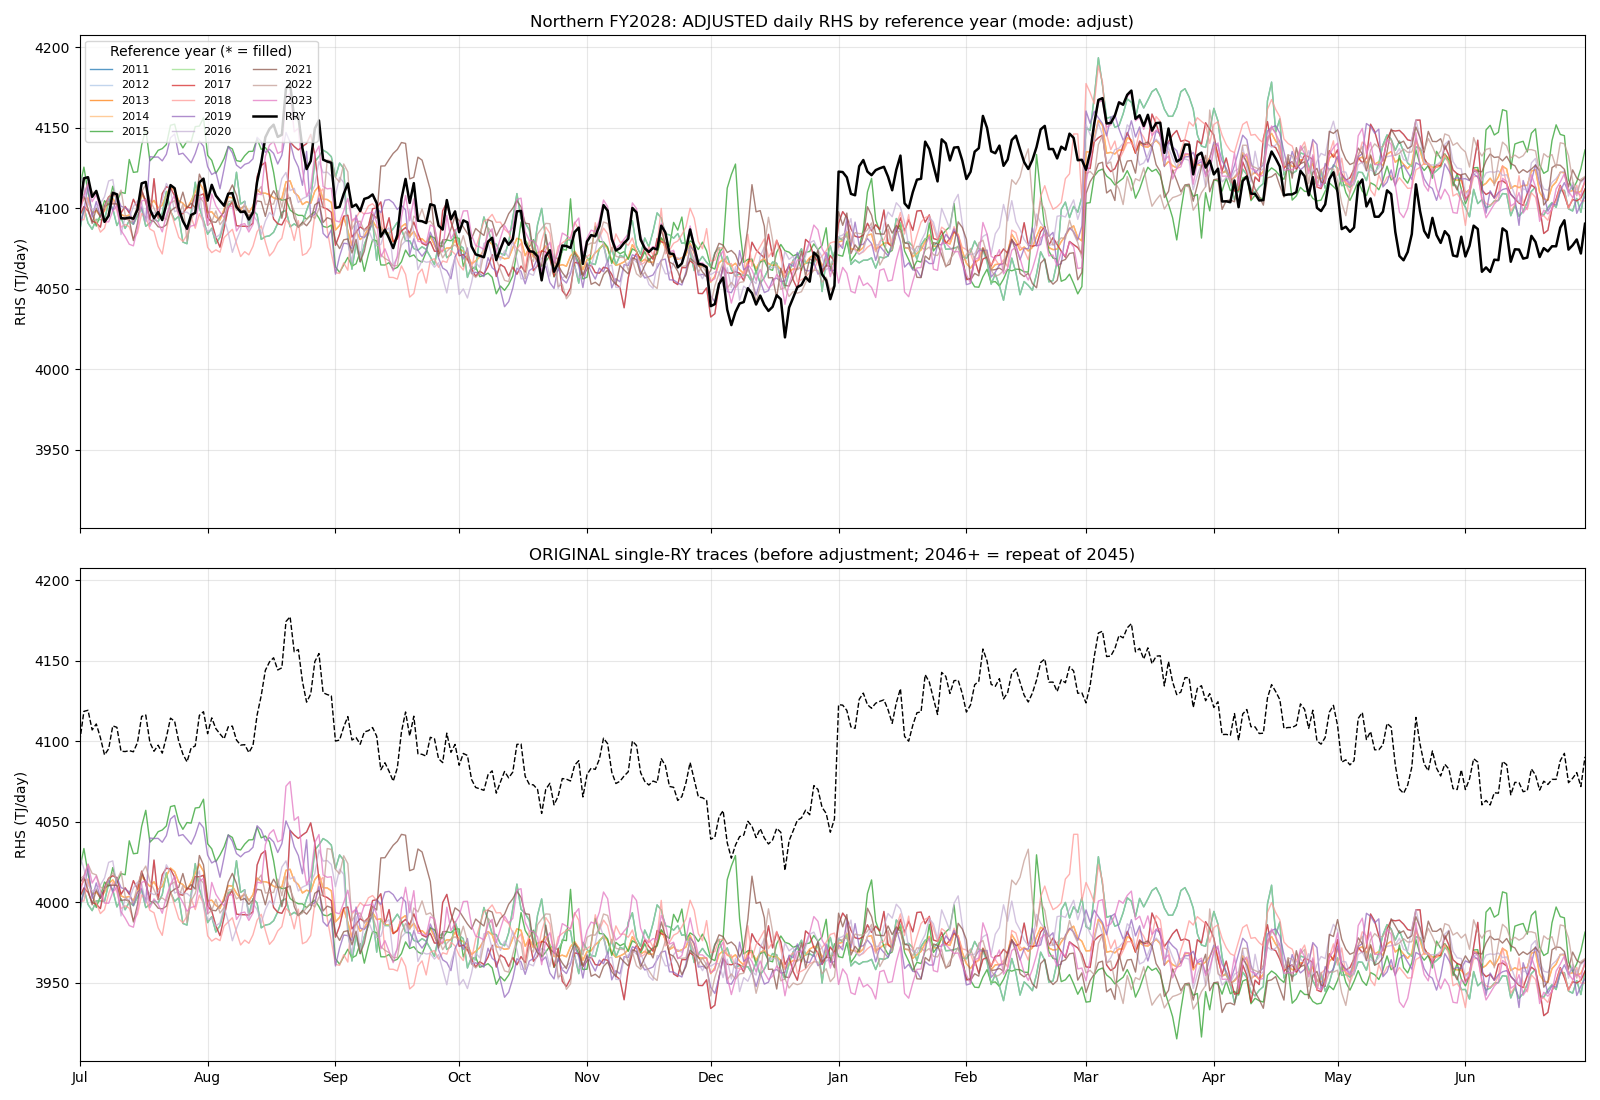 Northern FY2028: ADJUSTED daily RHS by reference year (mode: adjust)
Reference year (* = filled)
2011 2016 2021
2012 2017 2022
2013 2018 2023
2014 2019 RRY
2015 2020
4200
4150
4100
4050
4000
3950
RHS (TJ/day)
ORIGINAL single-RY traces (before adjustment; 2046+ = repeat of 2045)
4200
4150
4100
4050
4000
3950
RHS (TJ/day)
Jul Aug Sep Oct Nov Dec Jan Feb Mar Apr May Jun